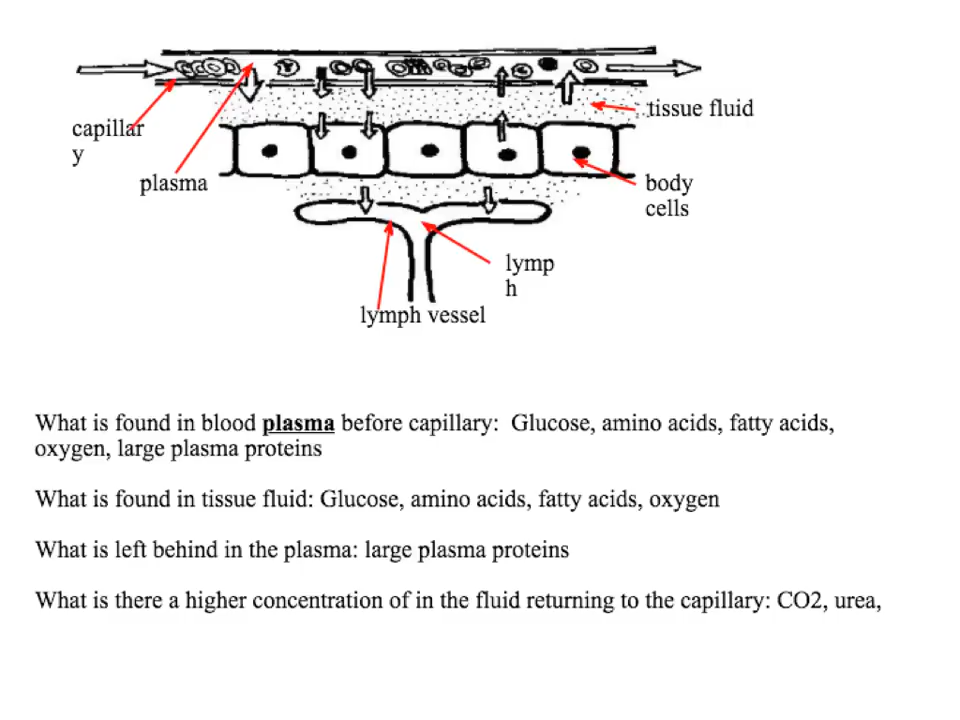 tissue fluid
capillar
y
plasma
body
cells
lymp
h
lymph vessel
What is found in blood plasma before capillary: Glucose, amino acids, fatty acids,
oxygen, large plasma proteins
What is found in tissue fluid: Glucose, amino acids, fatty acids, oxygen
What is left behind in the plasma: large plasma proteins
What is there a higher concentration of in the fluid returning to the capillary: CO2, urea,